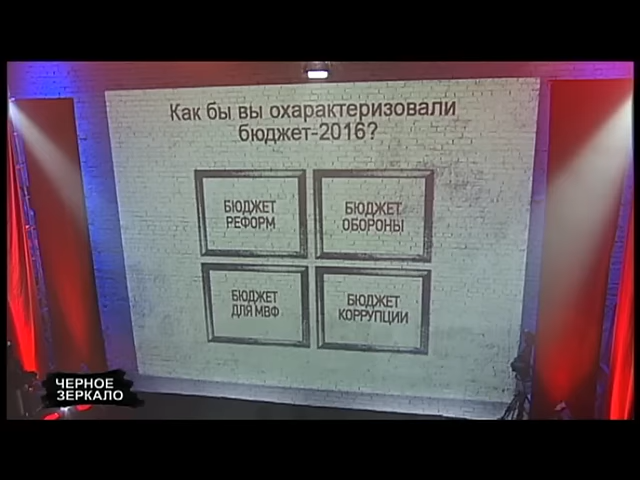 Как бы вы охарактеризовали
бюджет-2016?
БЮДЖЕТ
РЕФОРМ
БЮДЖЕТ
ОБОРОНЫ
БЮДЖЕТ
ДЛЯ МВФ
БЮДЖЕТ
КОРРУПЦИИ
ЧЕРНОЕ
ЗЕРКАЛО